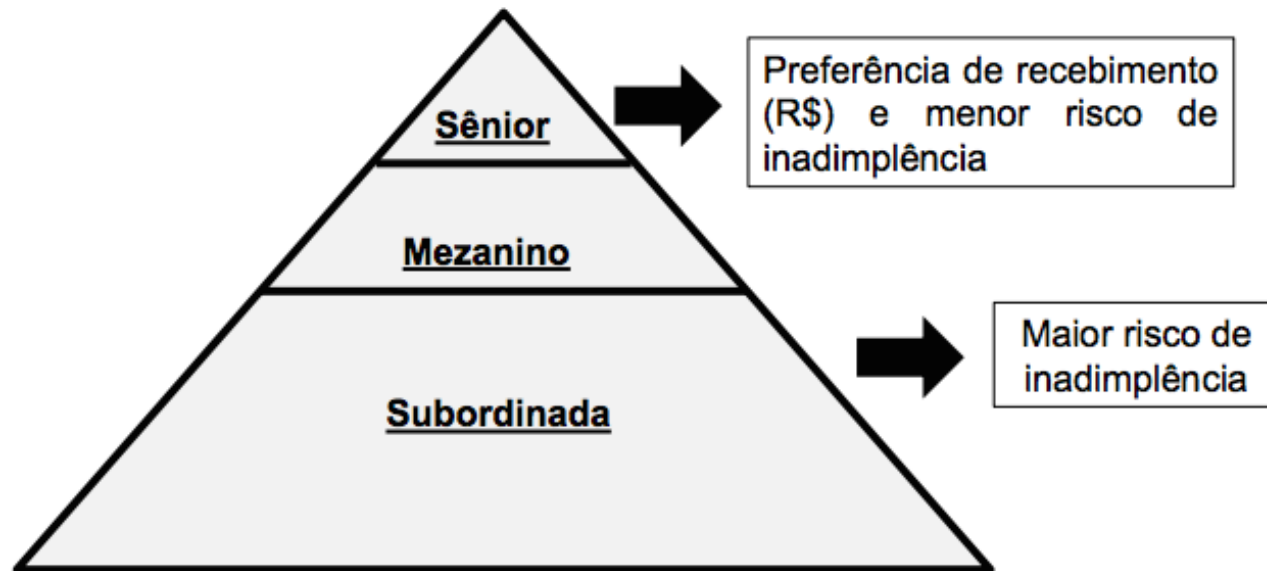 Sênior
Preferência de recebimento
(R$) e menor risco de
inadimplência
Mezanino
Maior risco de
inadimplência
Subordinada